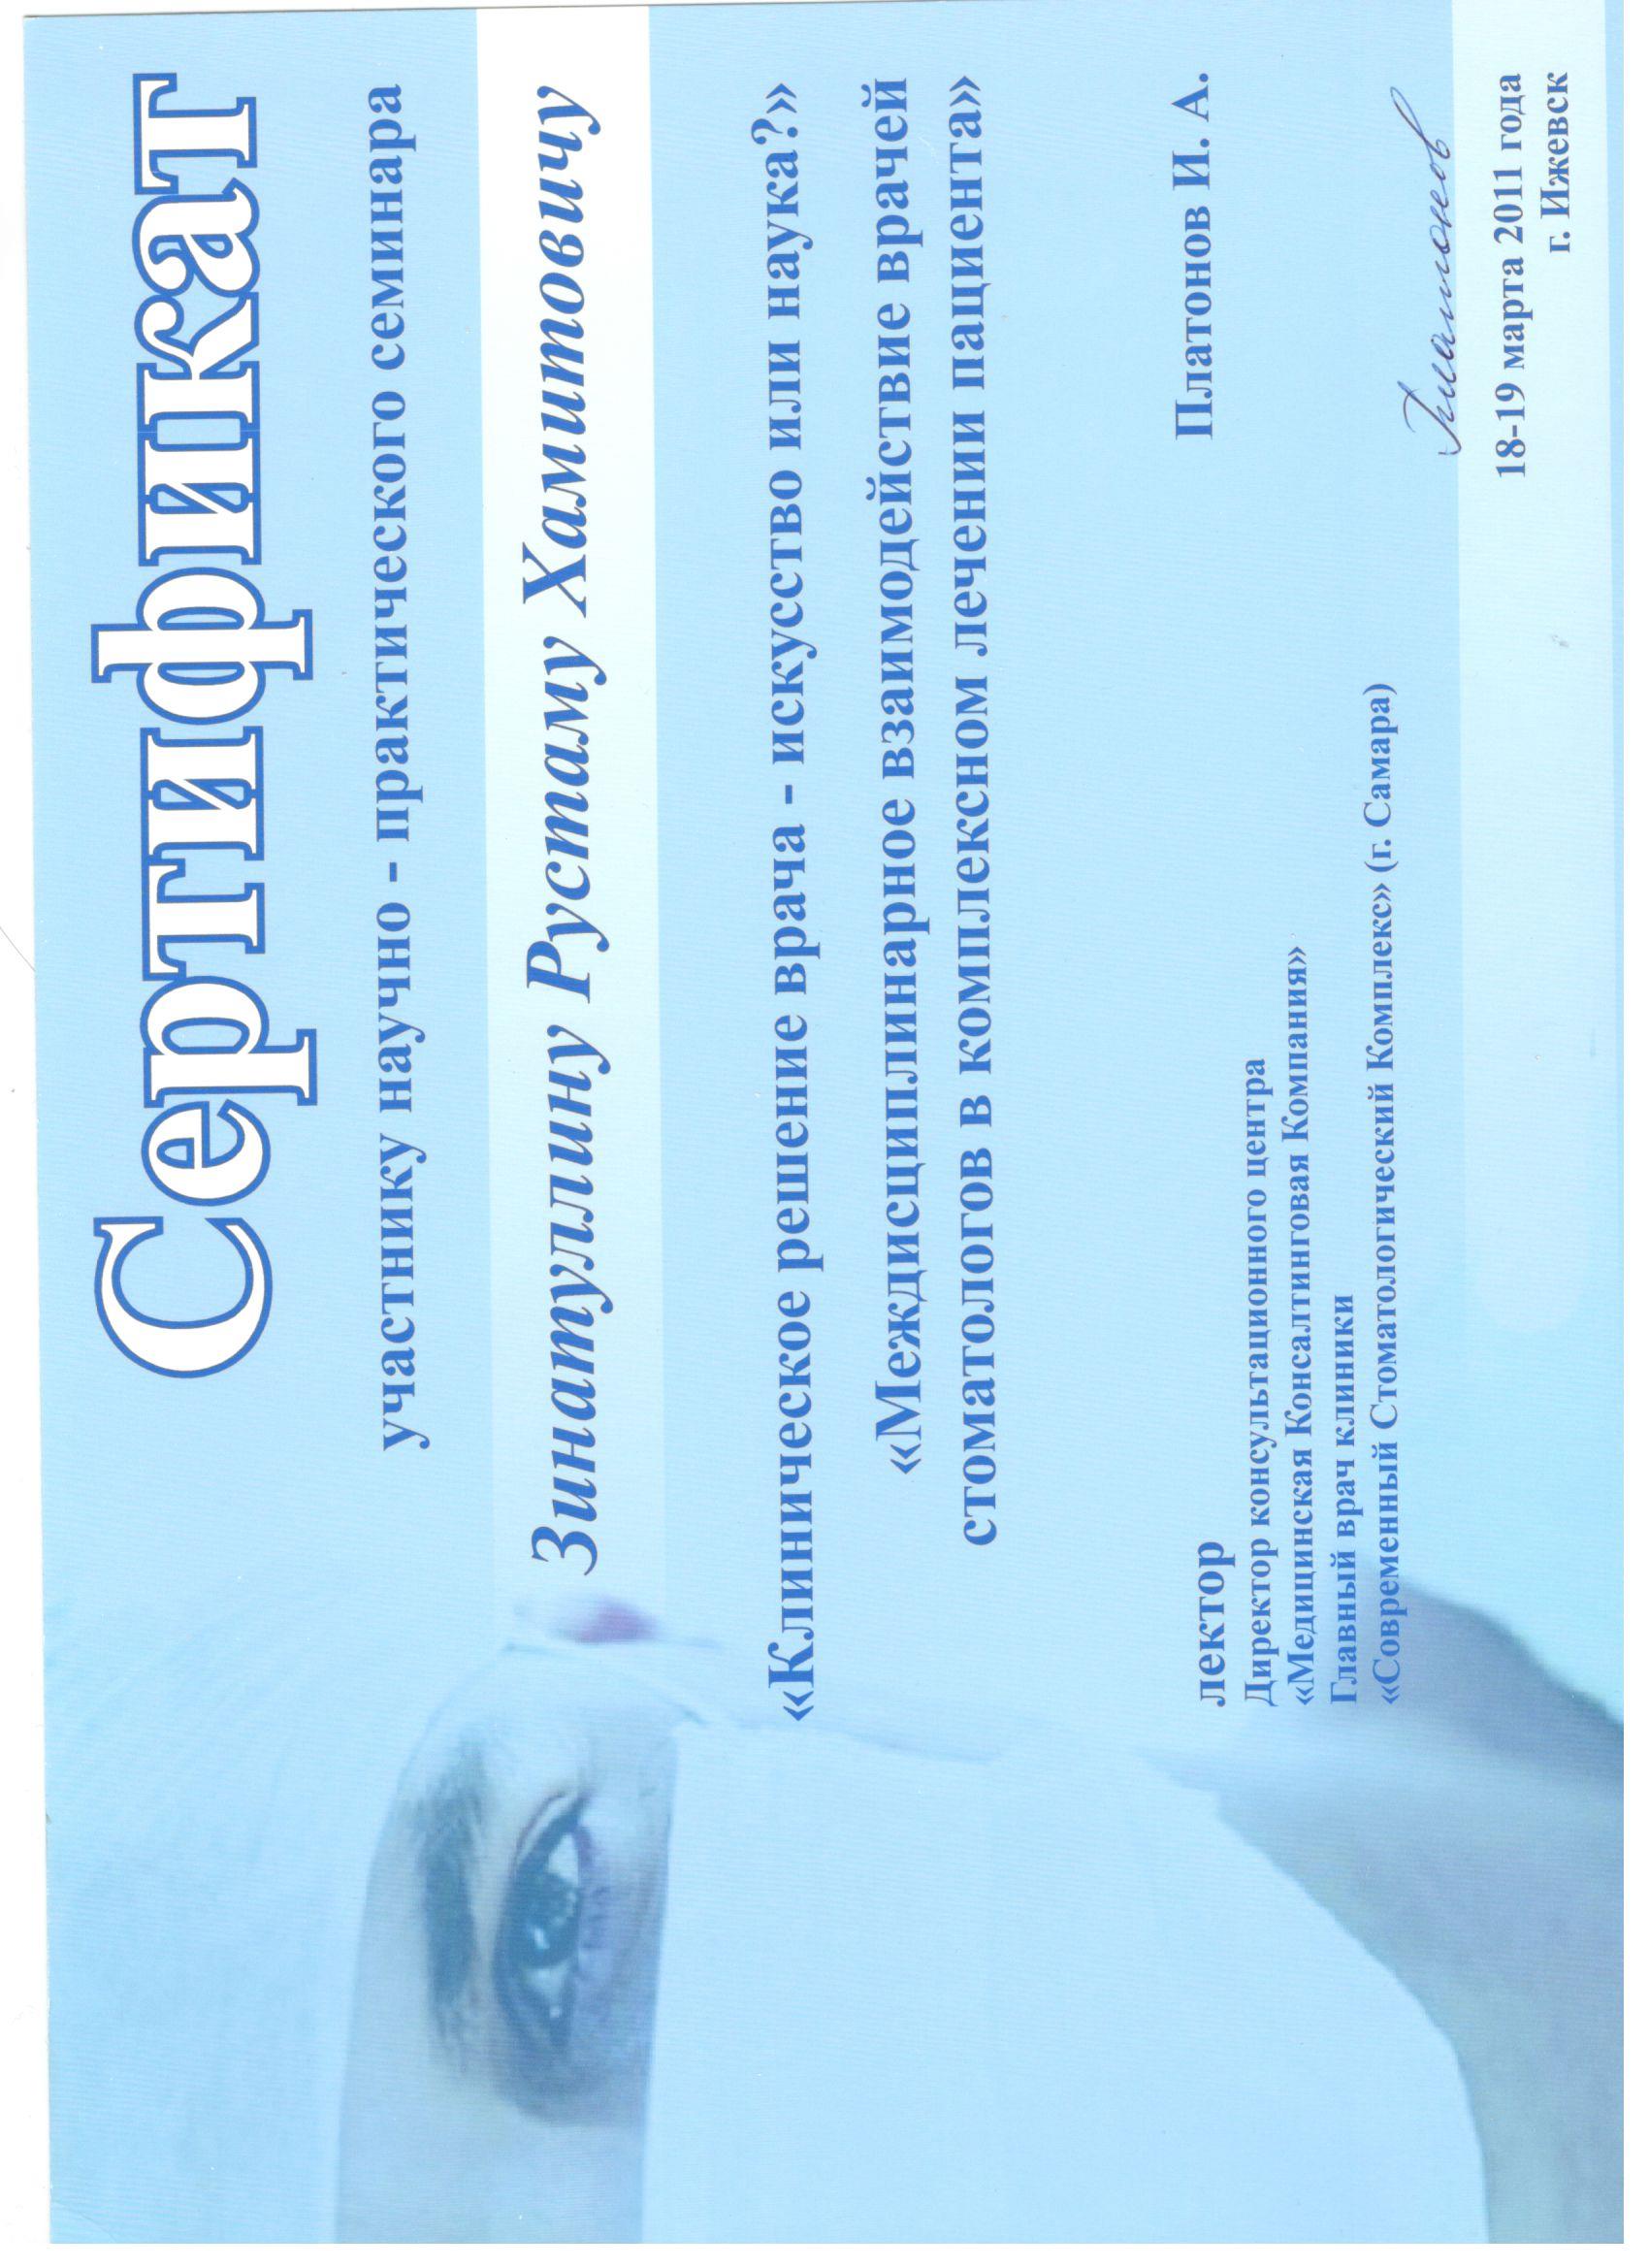 Сертификат
участнику научно - практического семинара
Зинатуллину Рустаму Хамитовичу
«Клиническое решение врача - искусство или наука?»
«Междисциплинарное взаимодействие врачей
стоматологов в комплексном лечении пациента»
лектор
Платонов И. А.
Директор консультационного центра
«Медицинская Консалтинговая Компания»
Главный врач клиники
«Современный Стоматологический Комплекс» (г. Самара)
Платонов
18-19 марта 2011 года
г. Ижевск